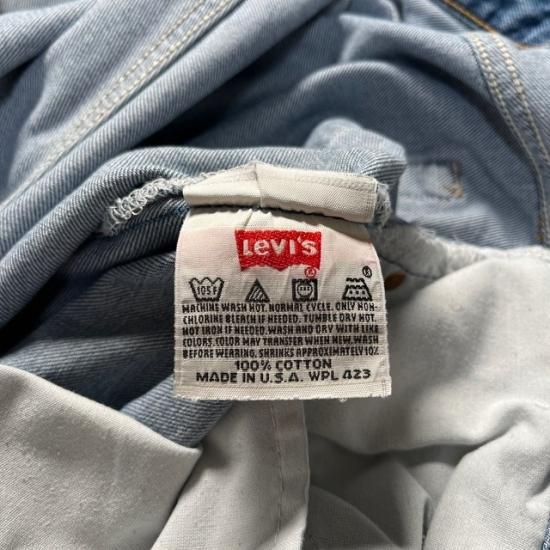 Levi's
105F
MACHINE WASH HOT. NORMAL CYCLE. ONLY NON-
CHLORINE BLEACH IF NEEDED. TUMBLE DRY HOT.
HOT IRON IF NEEDED. WASH AND DRY WITH LIKE
COLORS. COLOR MAY TRANSFER WHEN NEW. WASH
BEFORE WEARING. SHRINKS APPROXIMATELY 10%
100% COTTON
MADE IN U.S.A. WPL 423